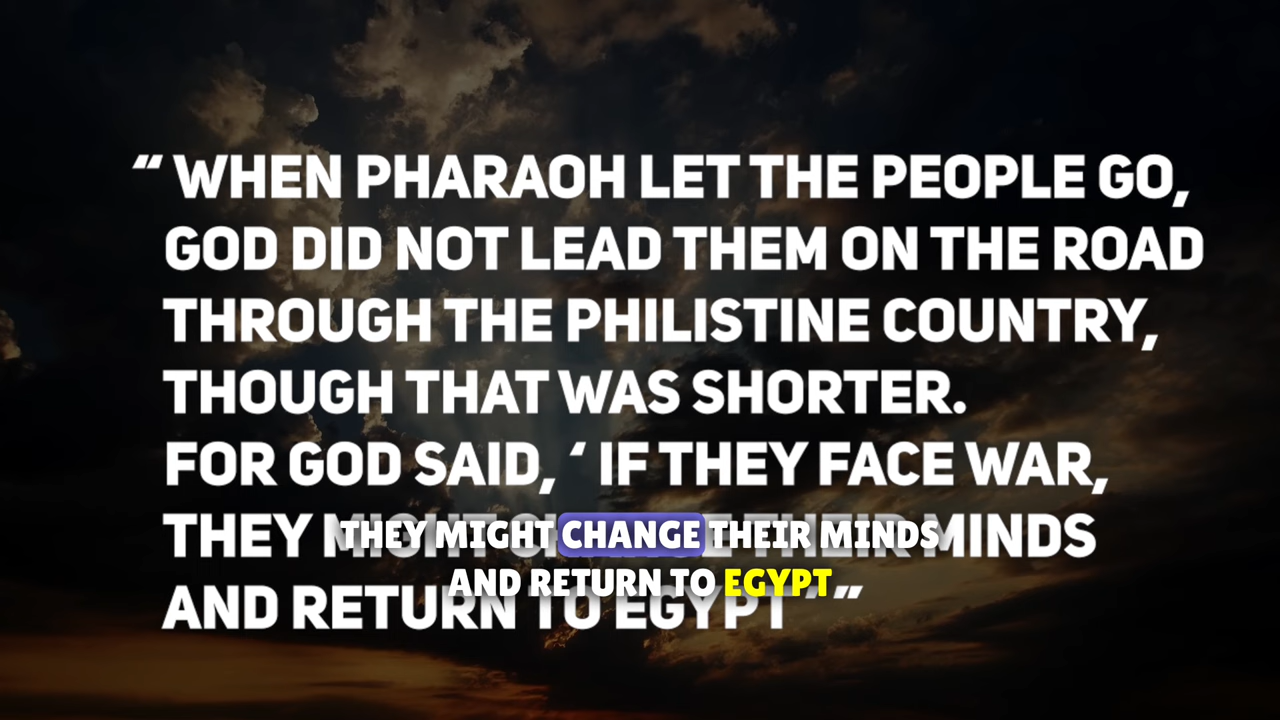 “ WHEN PHARAOH LET THE PEOPLE GO,
GOD DID NOT LEAD THEM ON THE ROAD
THROUGH THE PHILISTINE COUNTRY,
THOUGH THAT WAS SHORTER.
FOR GOD SAID, ‘ IF THEY FACE WAR,
THEY MIGHT CHANGE THEIR MINDS
AND RETURN TO EGYPT ’ ”
THEY MIGHT CHANGE THEIR MINDS
AND RETURN TO EGYPT